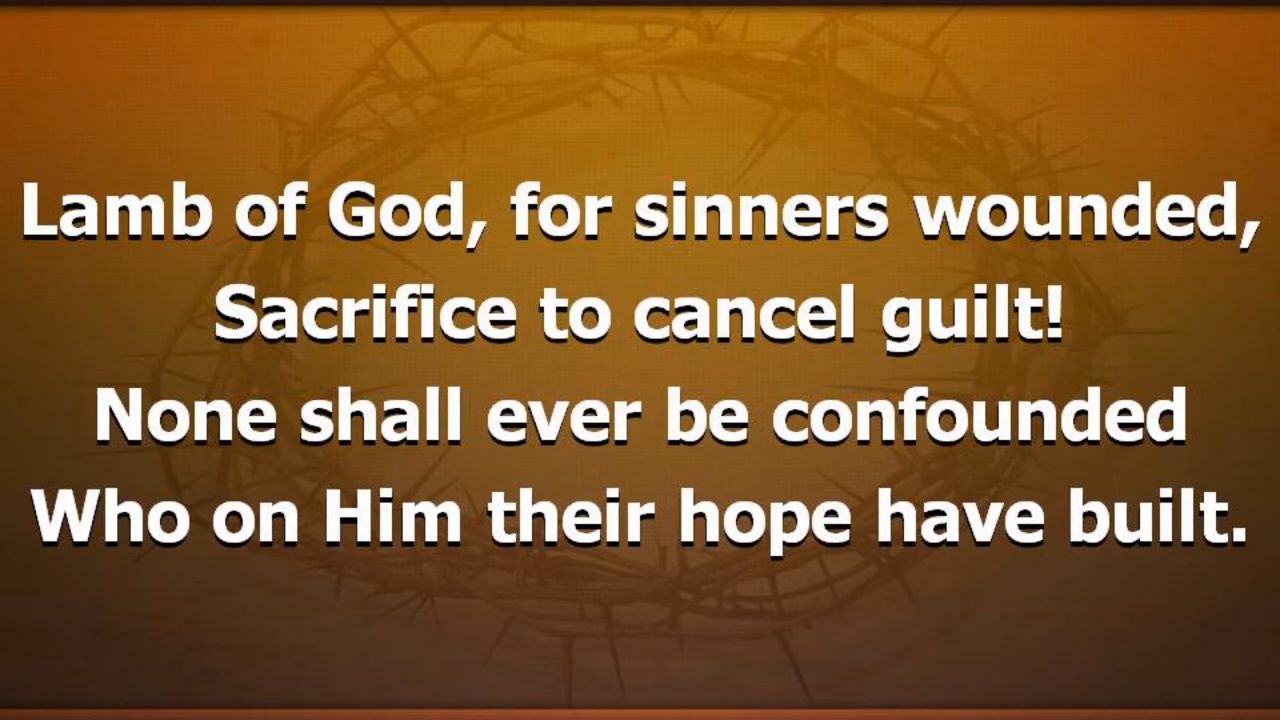 Lamb of God, for sinners wounded,
Sacrifice to cancel guilt!
None shall ever be confounded
Who on Him their hope have built.